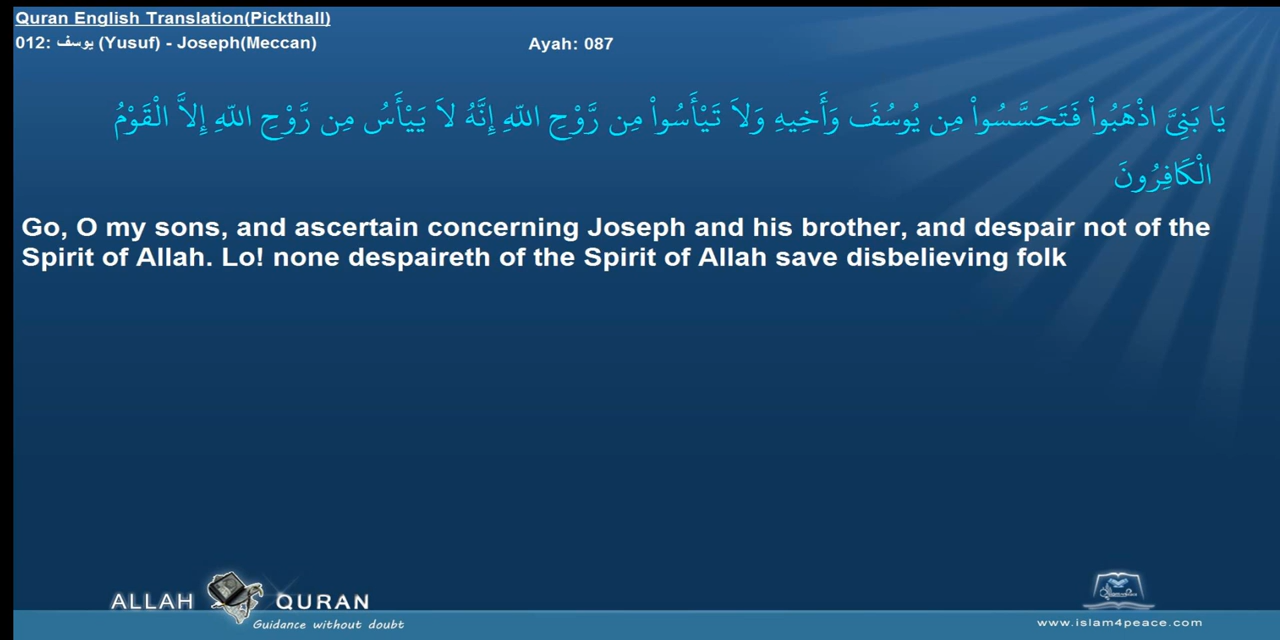 Quran English Translation(Pickthall)
012: يوسف (Yusuf) - Joseph(Meccan)
Ayah: 087
يَا بَنِيَّ اذْهَبُواْ فَتَحَسَّسُواْ مِن يُوسُفَ وَأَخِيهِ وَلاَ تَيْأَسُواْ مِن رَّوْحِ اللّهِ إِنَّهُ لاَ يَيْأَسُ مِن رَّوْحِ اللّهِ إِلاَّ الْقَوْمُ
الْكَافِرُونَ
Go, O my sons, and ascertain concerning Joseph and his brother, and despair not of the
Spirit of Allah. Lo! none despaireth of the Spirit of Allah save disbelieving folk
ALLAH QURAN
Guidance without doubt
www.islam4peace.com